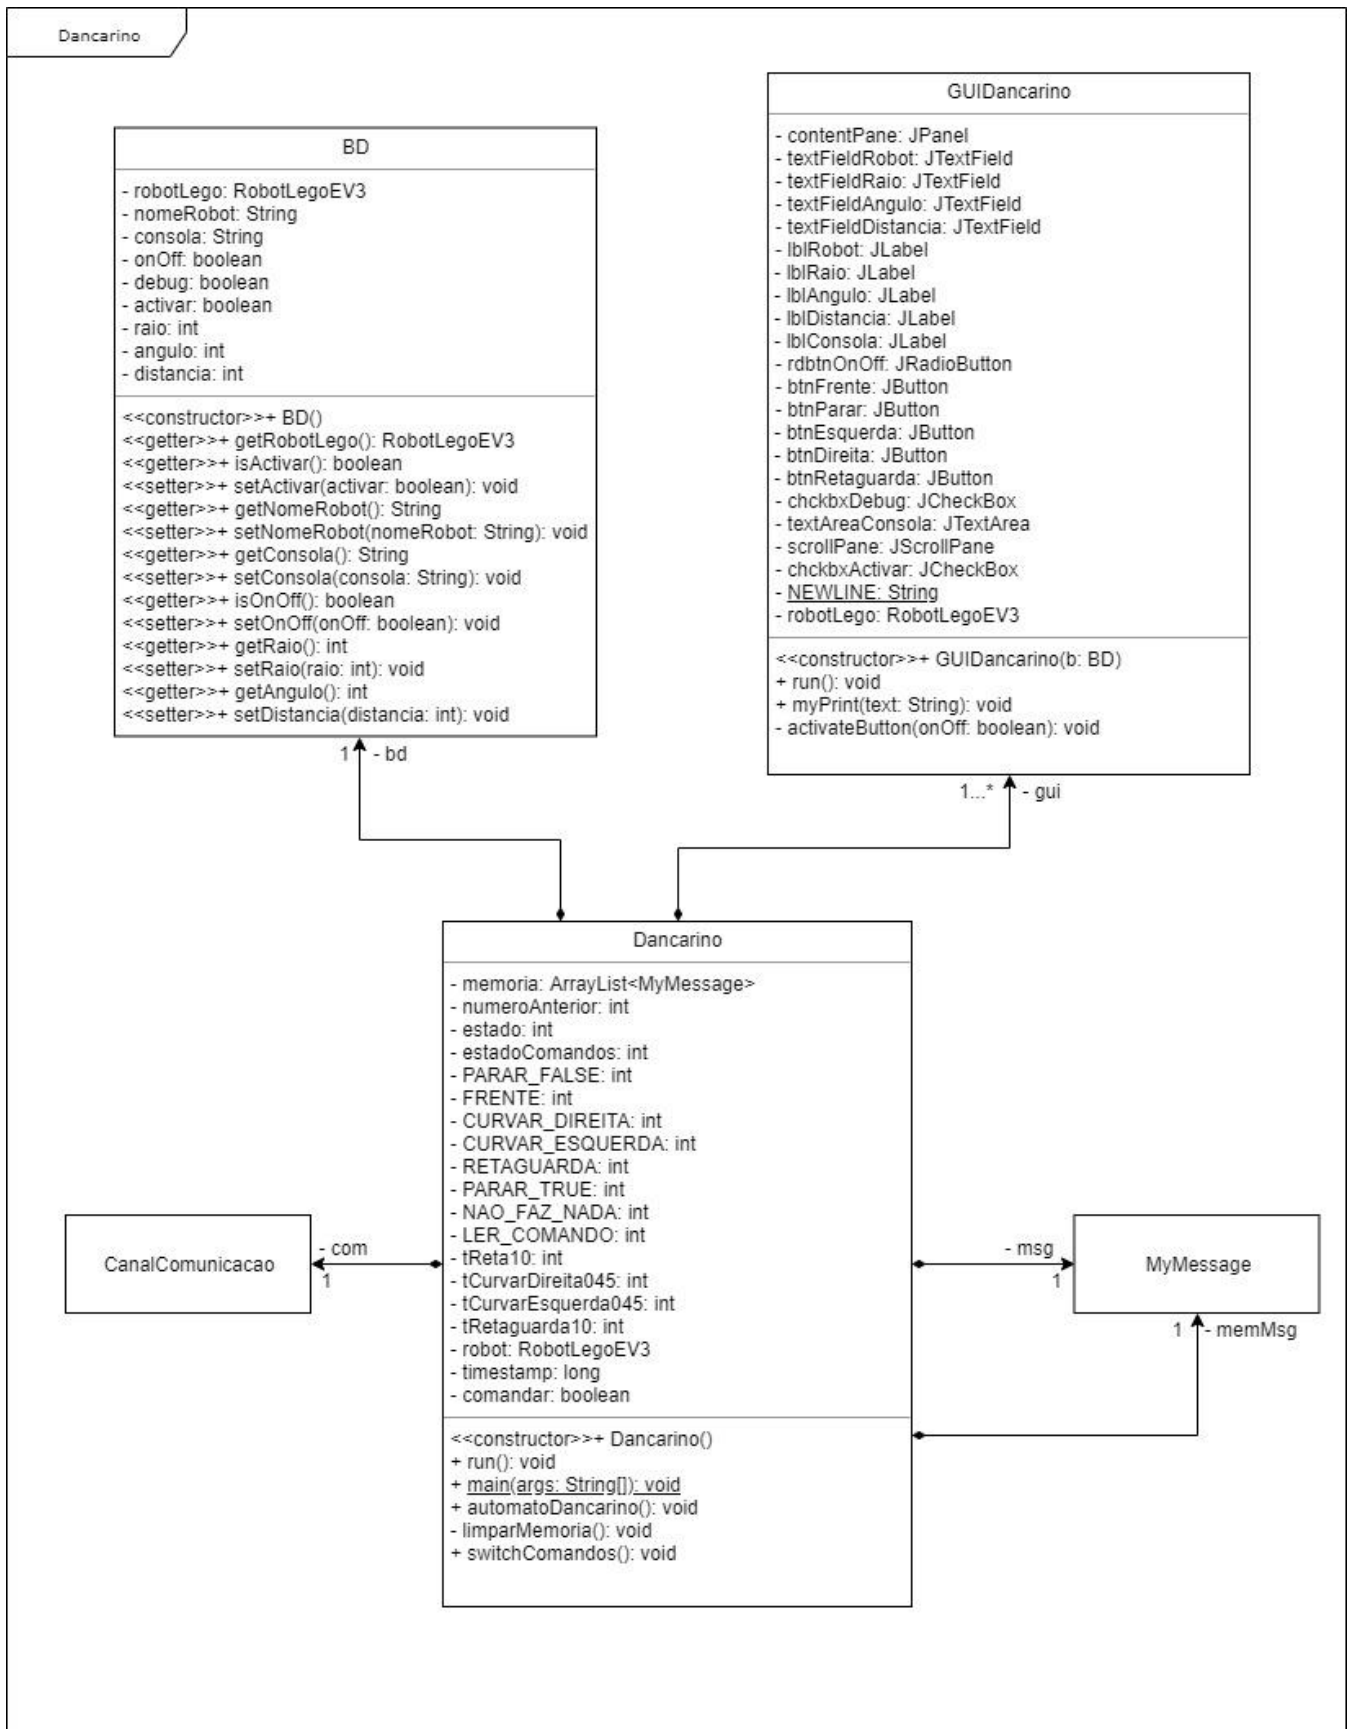 Dancarino
BD
- robotLego: RobotLegoEV3
- nomeRobot: String
- consola: String
- onOff: boolean
- debug: boolean
- activar: boolean
- raio: int
- angulo: int
- distancia: int
<<constructor>>+ BD()
<<getter>>+ getRobotLego(): RobotLegoEV3
<<getter>>+ isActivar(): boolean
<<setter>>+ setActivar(activar: boolean): void
<<getter>>+ getNomeRobot(): String
<<setter>>+ setNomeRobot(nomeRobot: String): void
<<getter>>+ getConsola(): String
<<setter>>+ setConsola(consola: String): void
<<getter>>+ isOnOff(): boolean
<<setter>>+ setOnOff(onOff: boolean): void
<<getter>>+ getRaio(): int
<<setter>>+ setRaio(raio: int): void
<<getter>>+ getAngulo(): int
<<setter>>+ setDistancia(distancia: int): void
1 - bd
GUIDancarino
- contentPane: JPanel
- textFieldRobot: JTextField
- textFieldRaio: JTextField
- textFieldAngulo: JTextField
- textFieldDistancia: JTextField
- lblRobot: JLabel
- lblRaio: JLabel
- lblAngulo: JLabel
- lblDistancia: JLabel
- lblConsola: JLabel
- rdbtnOnOff: JRadioButton
- btnFrente: JButton
- btnParar: JButton
- btnEsquerda: JButton
- btnDireita: JButton
- btnRetaguarda: JButton
- chckbxDebug: JCheckBox
- textAreaConsola: JTextArea
- scrollPane: JScrollPane
- chckbxActivar: JCheckBox
- NEWLINE: String
- robotLego: RobotLegoEV3
<<constructor>>+ GUIDancarino(b: BD)
+ run(): void
+ myPrint(text: String): void
- activateButton(onOff: boolean): void
1...* - gui
Dancarino
- memoria: ArrayList<MyMessage>
- numeroAnterior: int
- estado: int
- estadoComandos: int
- PARAR_FALSE: int
- FRENTE: int
- CURVAR_DIREITA: int
- CURVAR_ESQUERDA: int
- RETAGUARDA: int
- PARAR_TRUE: int
- NAO_FAZ_NADA: int
- LER_COMANDO: int
- tReta10: int
- tCurvarDireita045: int
- tCurvarEsquerda045: int
- tRetaguarda10: int
- robot: RobotLegoEV3
- timestamp: long
- comandar: boolean
<<constructor>>+ Dancarino()
+ run(): void
+ main(args: String[]): void
+ automatoDancarino(): void
- limparMemoria(): void
+ switchComandos(): void
CanalComunicacao
- com
1
- msg
1
MyMessage
1 - memMsg